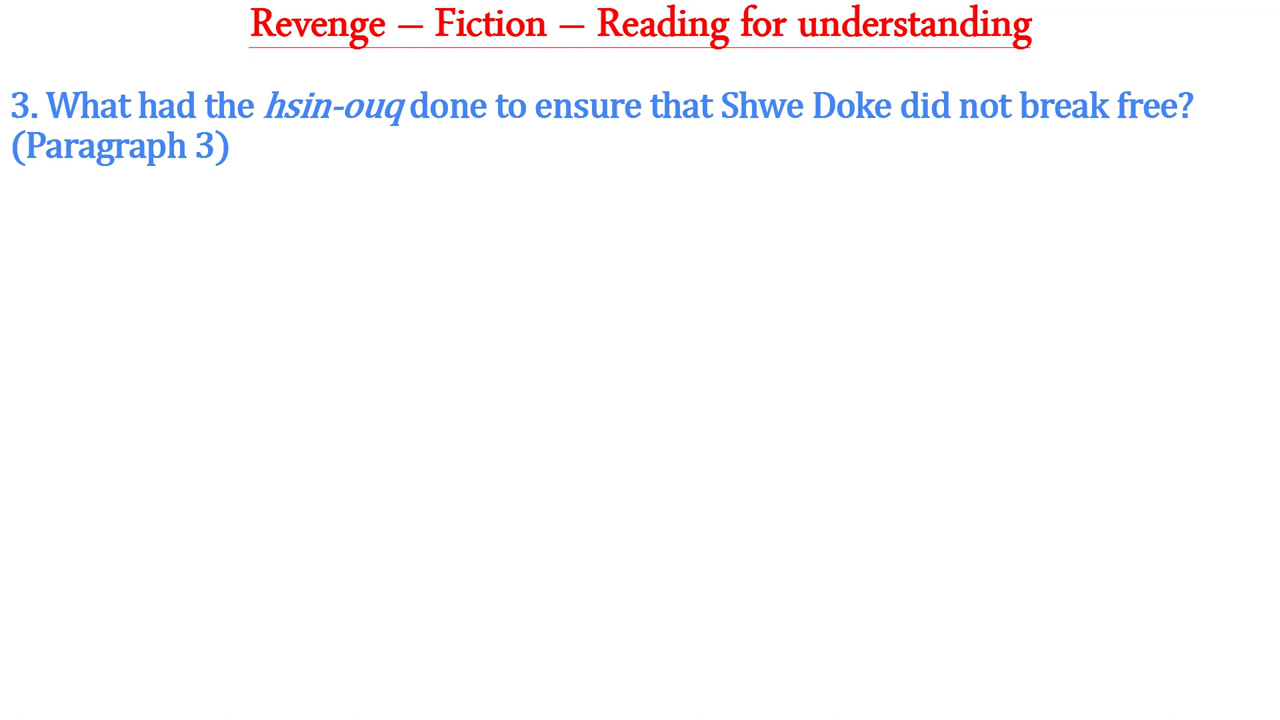 Revenge – Fiction – Reading for understanding
3. What had the hsin-ouq done to ensure that Shwe Doke did not break free?
(Paragraph 3)